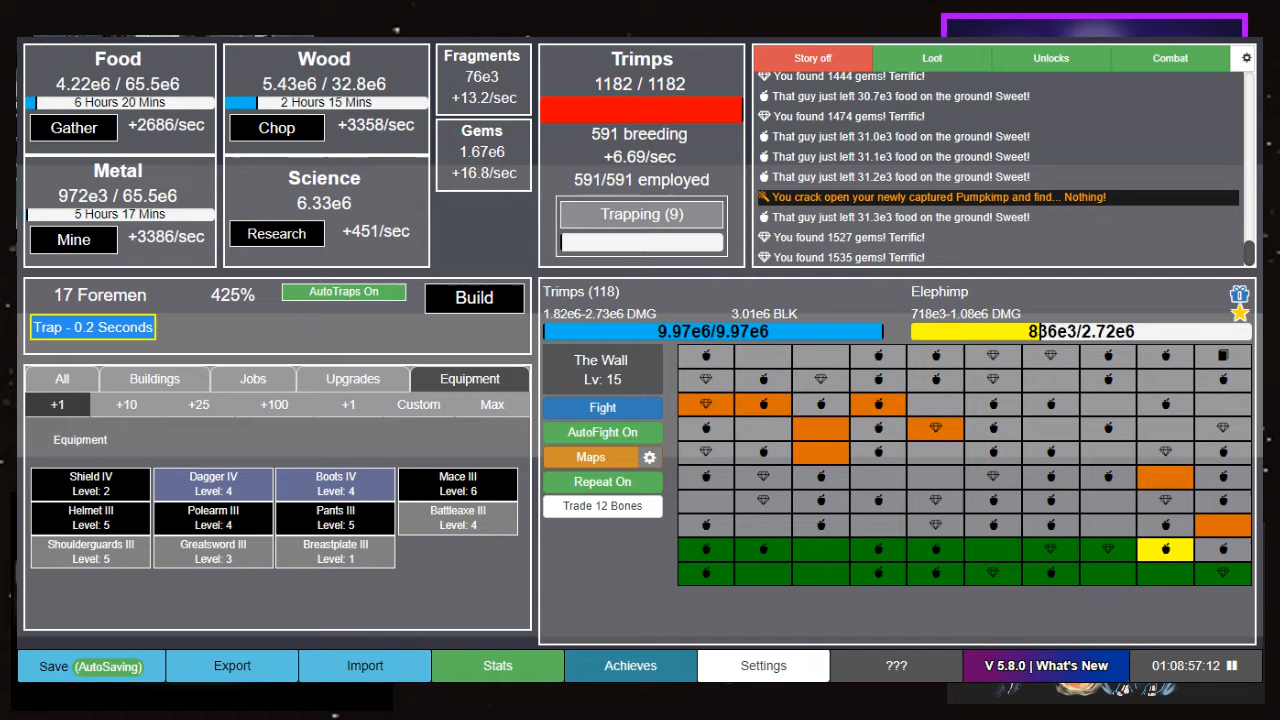 Food
4.22e6 / 65.5e6
6 Hours 20 Mins
Gather
+2686/sec
Wood
5.43e6 / 32.8e6
2 Hours 15 Mins
Chop
+3358/sec
Metal
972e3 / 65.5e6
5 Hours 17 Mins
Mine
+3386/sec
Science
6.33e6
Research
+451/sec
Fragments
76e3
+13.2/sec
Gems
1.67e6
+16.8/sec
Trimps
1182 / 1182
591 breeding
+6.69/sec
591/591 employed
Trapping (9)
Story off
Loot
Unlocks
Combat
You found 1444 gems! Terrific!
That guy just left 30.7e3 food on the ground! Sweet!
You found 1474 gems! Terrific!
That guy just left 31.0e3 food on the ground! Sweet!
That guy just left 31.1e3 food on the ground! Sweet!
That guy just left 31.2e3 food on the ground! Sweet!
You crack open your newly captured Pumpkimp and find... Nothing!
That guy just left 31.3e3 food on the ground! Sweet!
You found 1527 gems! Terrific!
You found 1535 gems! Terrific!
17 Foremen
425%
AutoTraps On
Build
Trap - 0.2 Seconds
All
Buildings
Jobs
Upgrades
Equipment
+1
+10
+25
+100
+1
Custom
Max
Equipment
Shield IV
Level: 2
Dagger IV
Level: 4
Boots IV
Level: 4
Mace III
Level: 6
Helmet III
Level: 5
Polearm III
Level: 4
Pants III
Level: 5
Battleaxe III
Level: 4
Shoulderguards III
Level: 5
Greatsword III
Level: 3
Breastplate III
Level: 1
Trimps (118)
1.82e6-2.73e6 DMG
3.01e6 BLK
9.97e6/9.97e6
Elephimp
718e3-1.08e6 DMG
836e3/2.72e6
The Wall
Lv: 15
Fight
AutoFight On
Maps
Repeat On
Trade 12 Bones
Save (AutoSaving)
Export
Import
Stats
Achieves
Settings
???
V 5.8.0 | What's New
01:08:57:12